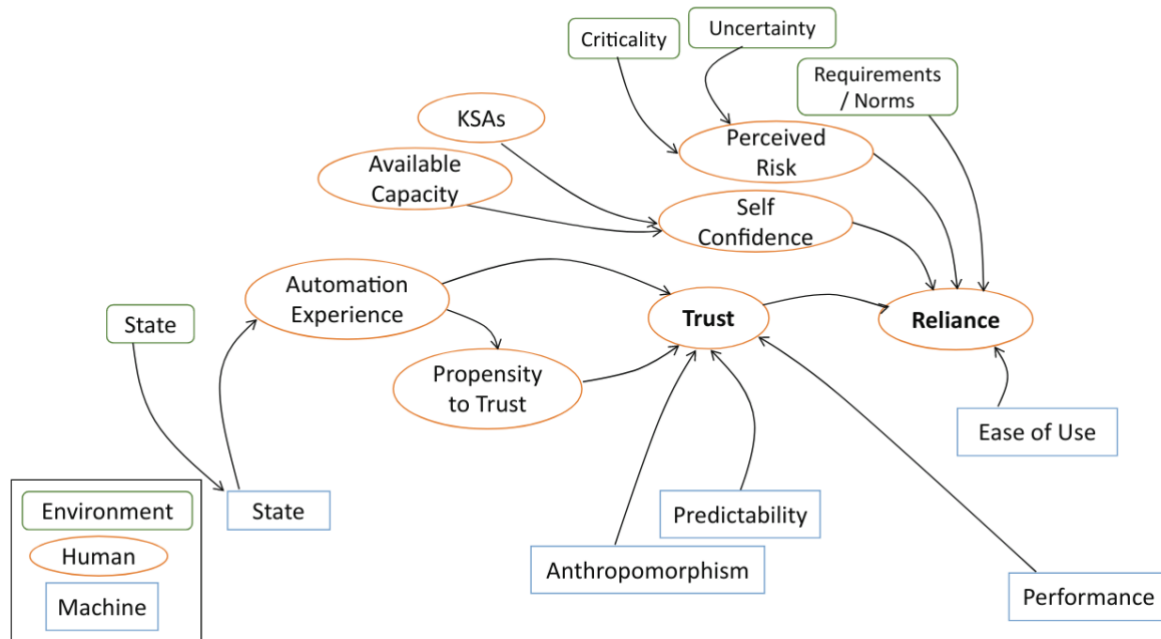 Uncertainty
Criticality
Requirements
/ Norms
KSAs
Perceived
Risk
Available
Capacity
Self
Confidence
Automation
Experience
State
Trust
Reliance
Propensity
to Trust
Ease of Use
Environment
State
Predictability
Human
Anthropomorphism
Machine
Performance